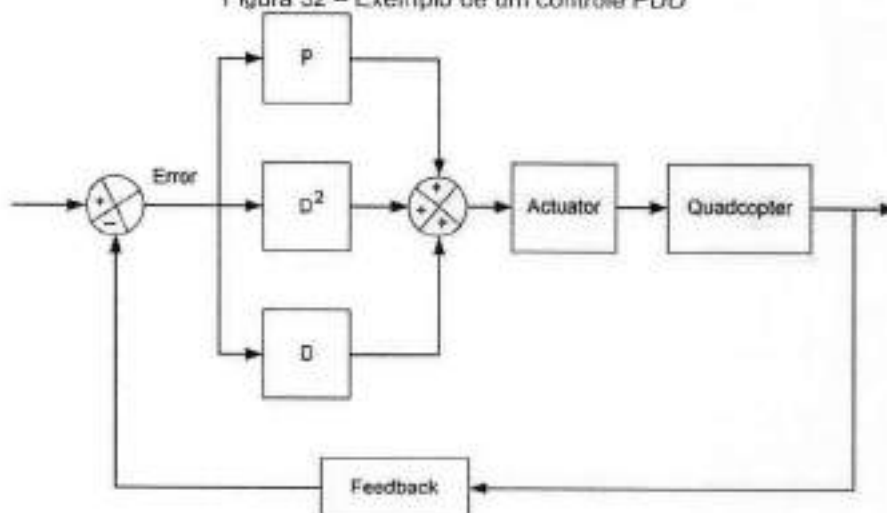 Figura 32 – Exemplo de um controle PDD
P
Error
+
−
D²
+
+
+
Actuator
Quadcopter
D
Feedback